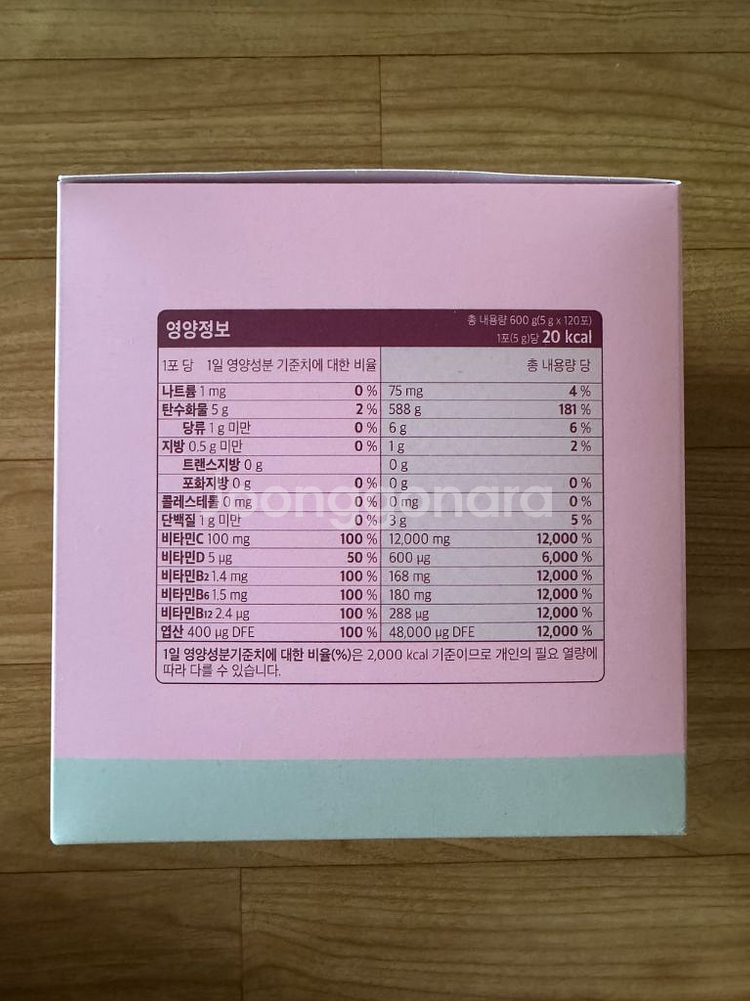 영양정보
총 내용량 600 g(5 g x 120포)
1포(5 g)당 20 kcal
1포 당 1일 영양성분 기준치에 대한 비율 총 내용량 당
나트륨 1 mg 0 % 75 mg 4 %
탄수화물 5 g 2 % 588 g 181 %
당류 1 g 미만 0 % 6 g 6 %
지방 0.5 g 미만 0 % 1 g 2 %
트랜스지방 0 g 0 g
포화지방 0 g 0 % 0 g 0 %
joonggonara
콜레스테롤 0 mg 0 % 0 mg 0 %
단백질 1 g 미만 0 % 3 g 5 %
비타민C 100 mg 100 % 12,000 mg 12,000 %
비타민D 5 µg 50 % 600 µg 6,000 %
비타민B2 1.4 mg 100 % 168 mg 12,000 %
비타민B6 1.5 mg 100 % 180 mg 12,000 %
비타민B12 2.4 µg 100 % 288 µg 12,000 %
엽산 400 µg DFE 100 % 48,000 µg DFE 12,000 %
1일 영양성분기준치에 대한 비율(%)은 2,000 kcal 기준이므로 개인의 필요 열량에
따라 다를 수 있습니다.